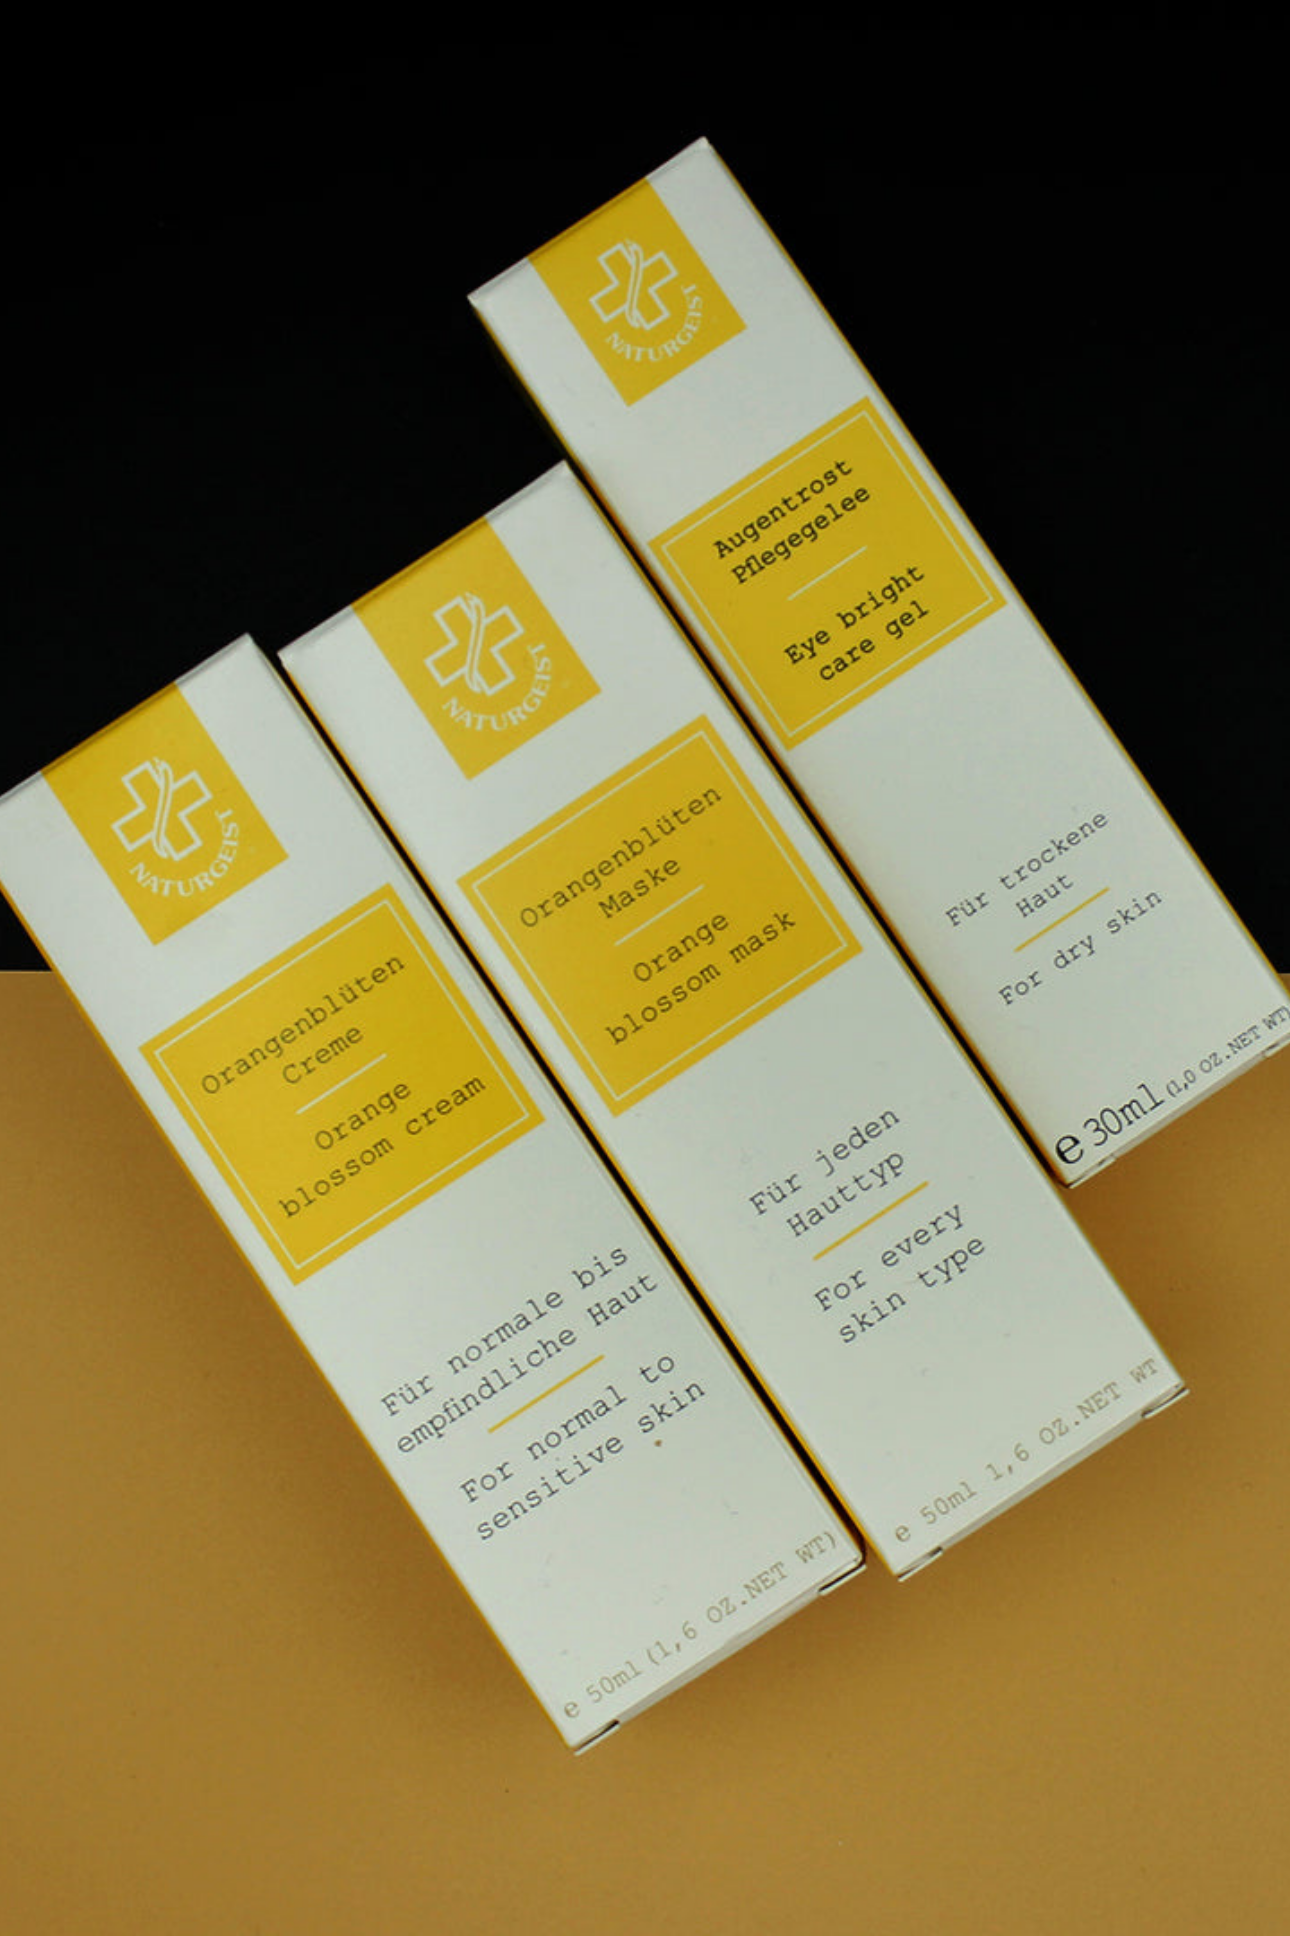 NATURGEIST
Orangenblüten
Creme
Orange
blossom cream
Für normale bis
empfindliche Haut
For normal to
sensitive skin
e 50ml (1,6 OZ.NET WT)
NATURGEIST
Orangenblüten
Maske
Orange
blossom mask
Für jeden
Hauttyp
For every
skin type
e 50ml 1,6 OZ.NET WT
NATURGEIST
Augentrost
Pflegegelee
Eye bright
care gel
Für trockene
Haut
For dry skin
e 30ml (1,0 OZ.NET WT)